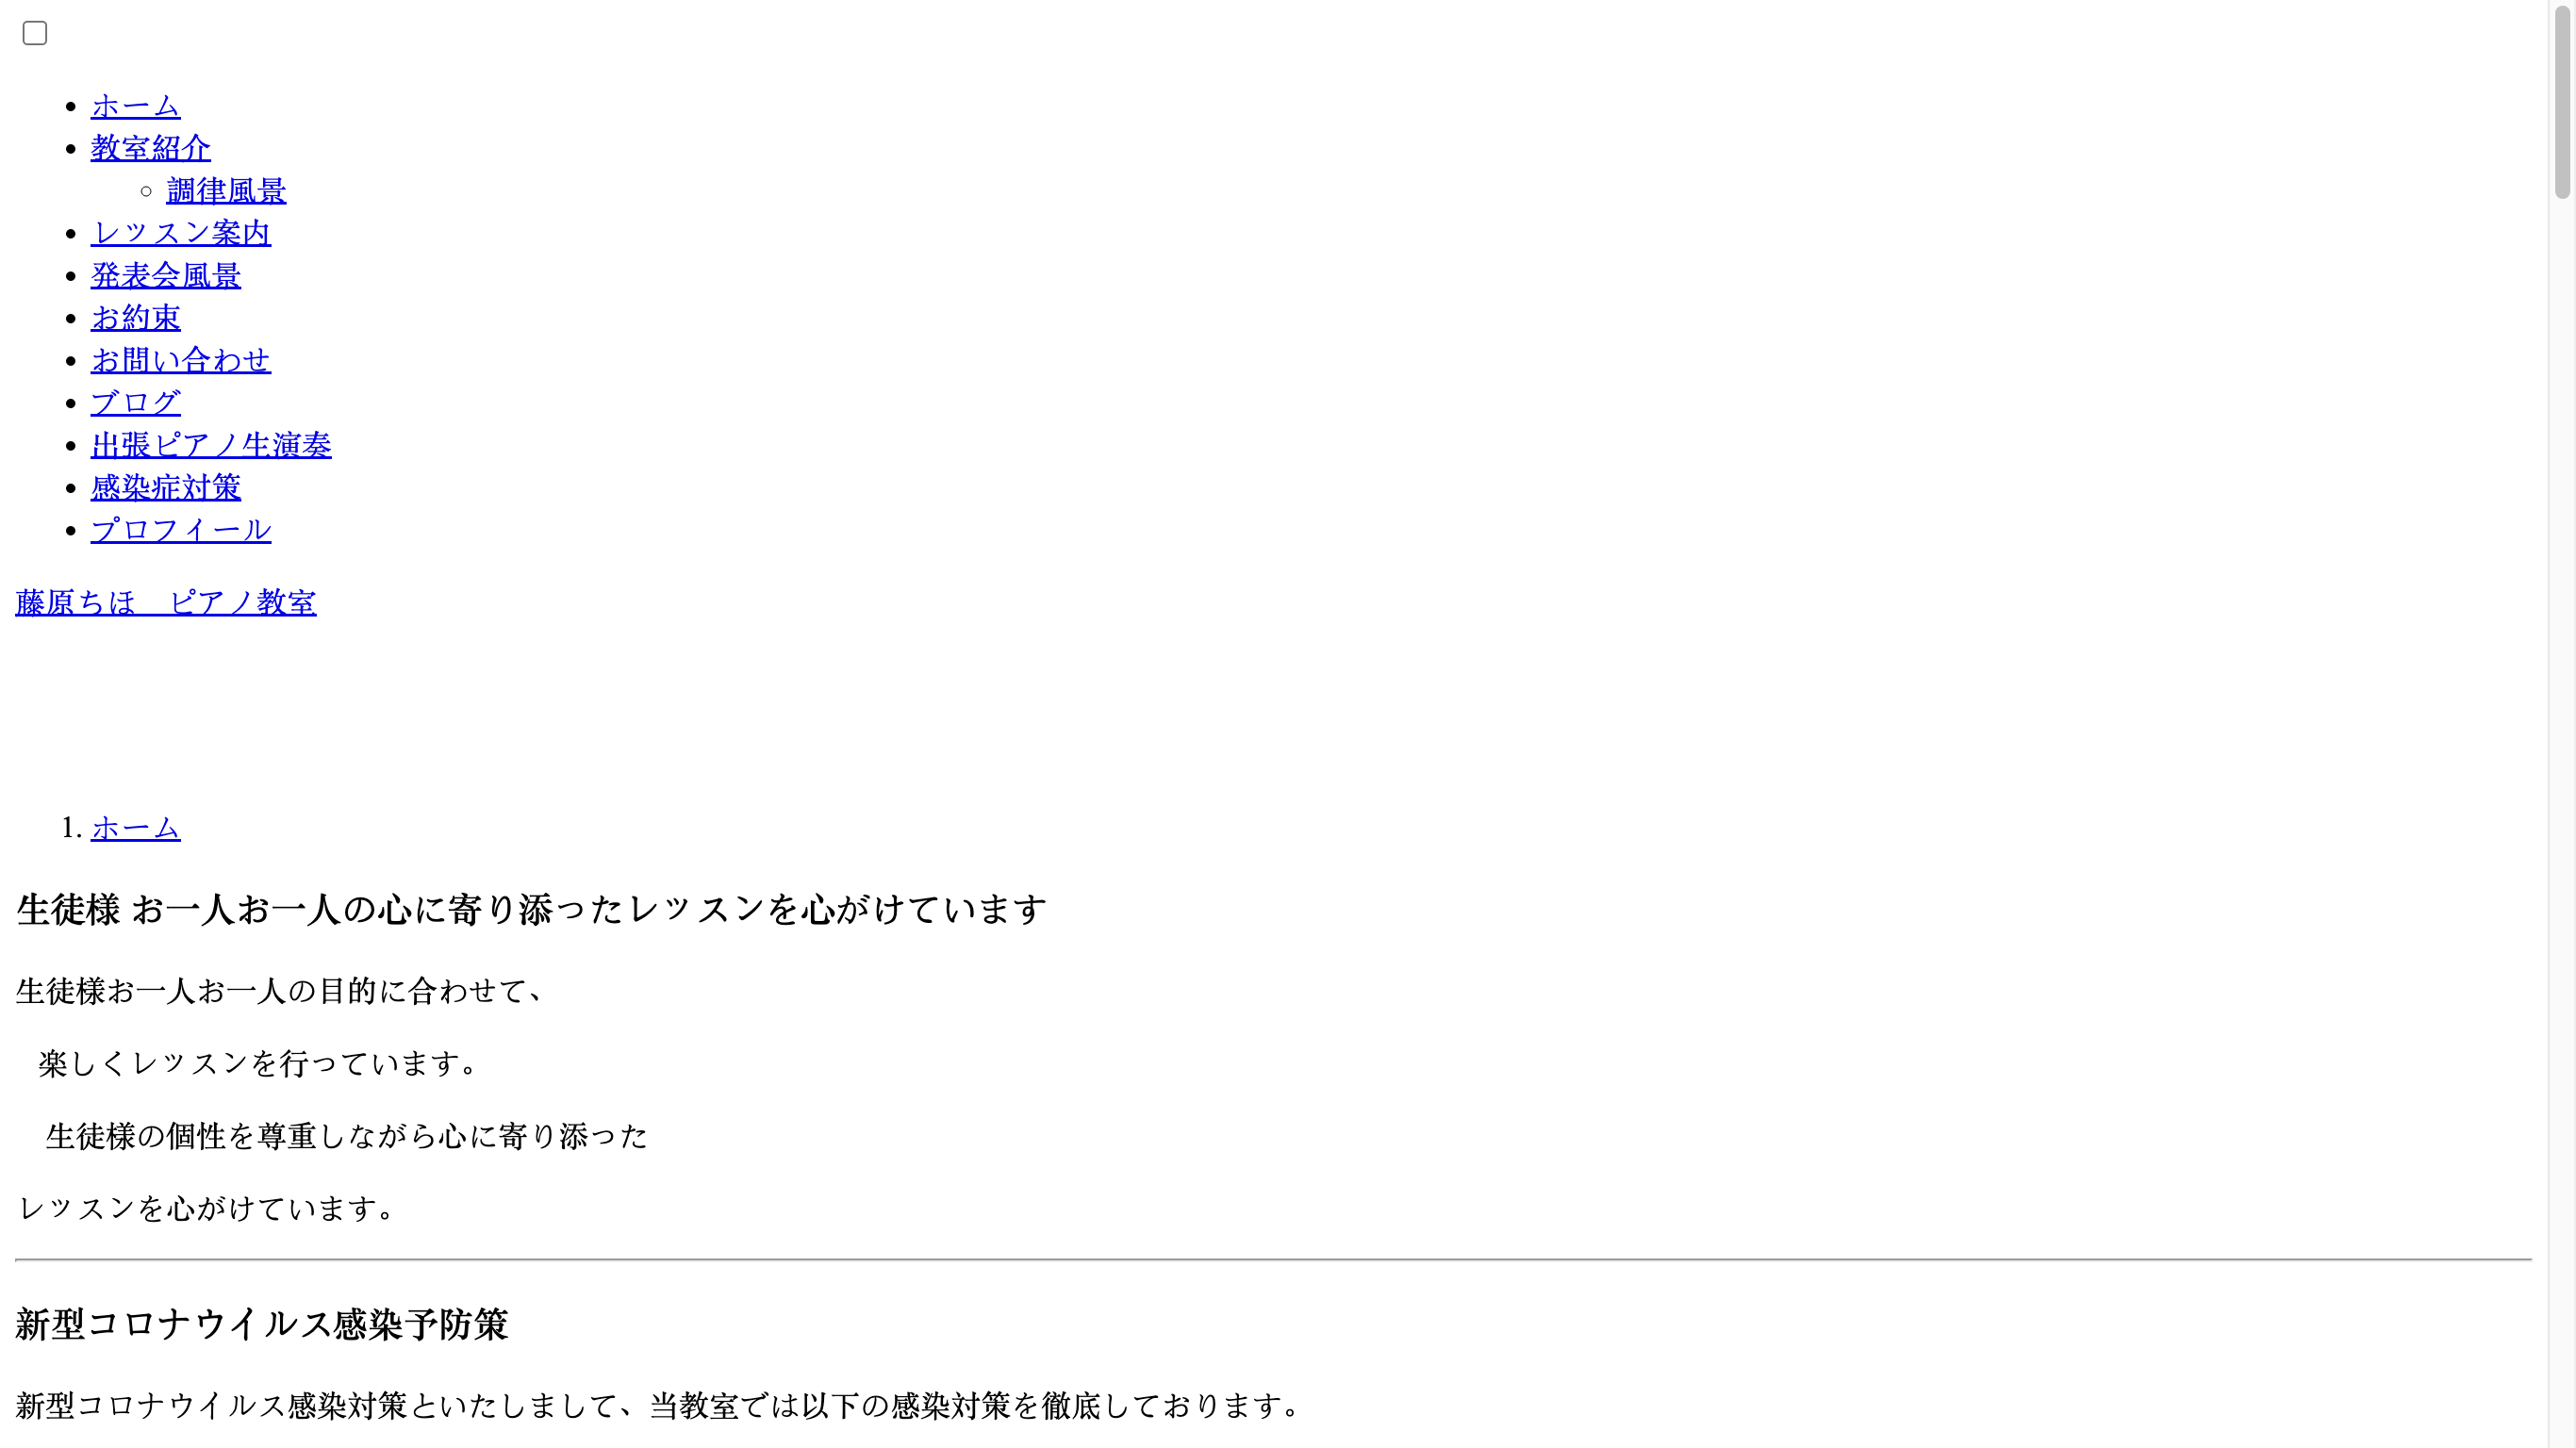 ホーム
教室紹介
調律風景
レッスン案内
発表会風景
お約束
お問い合わせ
ブログ
出張ピアノ生演奏
感染症対策
プロフィール
藤原ちほ　ピアノ教室
1. ホーム
生徒様 お一人お一人の心に寄り添ったレッスンを心がけています
生徒様お一人お一人の目的に合わせて、
楽しくレッスンを行っています。
生徒様の個性を尊重しながら心に寄り添った
レッスンを心がけています。
新型コロナウイルス感染予防策
新型コロナウイルス感染対策といたしまして、当教室では以下の感染対策を徹底しております。